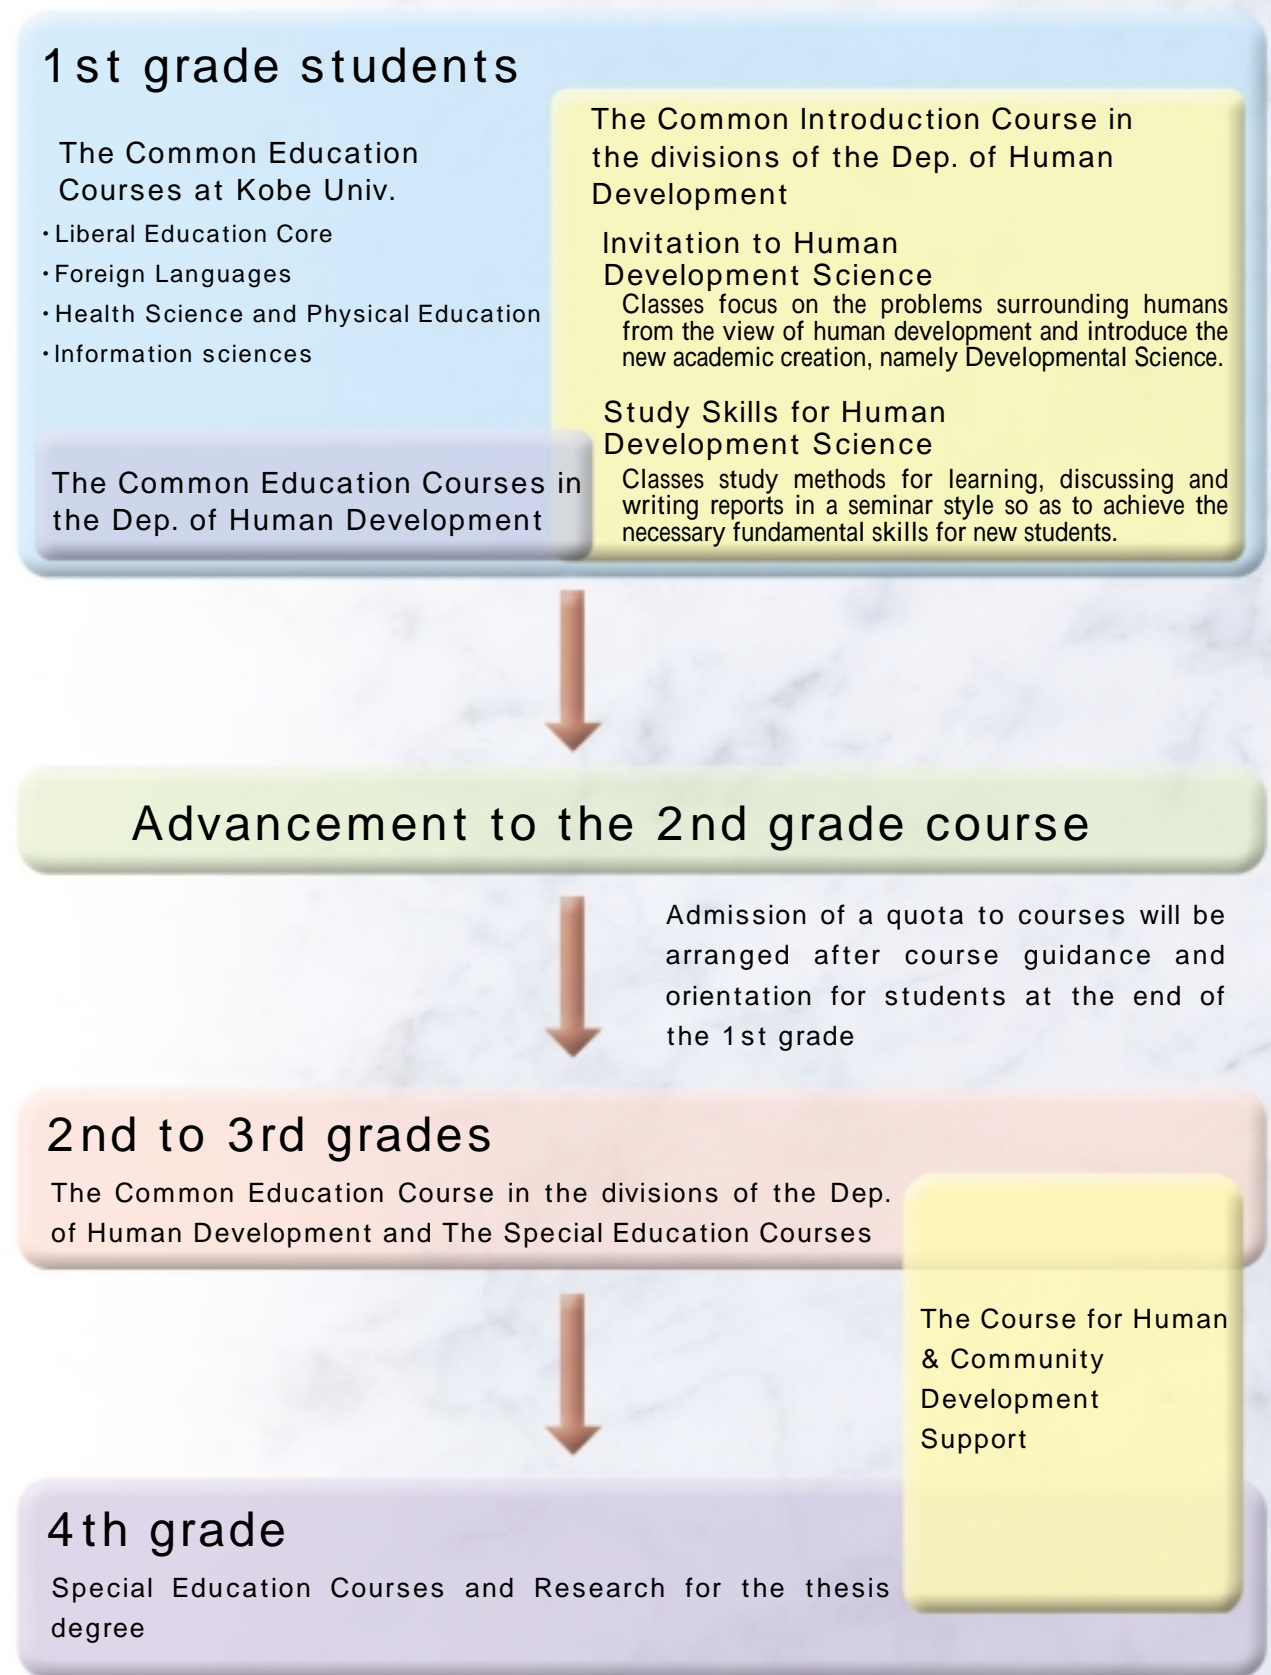 1st grade students
The Common Education
Courses at Kobe Univ.
・Liberal Education Core
・Foreign Languages
・Health Science and Physical Education
・Information sciences
The Common Education Courses in
the Dep. of Human Development
The Common Introduction Course in
the divisions of the Dep. of Human
Development
Invitation to Human
Development Science
Classes focus on the problems surrounding humans
from the view of human development and introduce the
new academic creation, namely Developmental Science.
Study Skills for Human
Development Science
Classes study methods for learning, discussing and
writing reports in a seminar style so as to achieve the
necessary fundamental skills for new students.
Advancement to the 2nd grade course
Admission of a quota to courses will be
arranged after course guidance and
orientation for students at the end of
the 1st grade
2nd to 3rd grades
The Common Education Course in the divisions of the Dep.
of Human Development and The Special Education Courses
The Course for Human
& Community
Development
Support
4th grade
Special Education Courses and Research for the thesis
degree